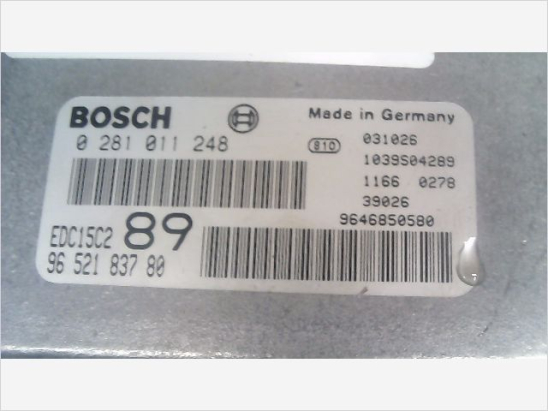 BOSCH
Made in Germany
0 281 011 248
810
031026
1039S04289
1166 0278
39026
9646850580
EDC15C2 89
96 521 837 80